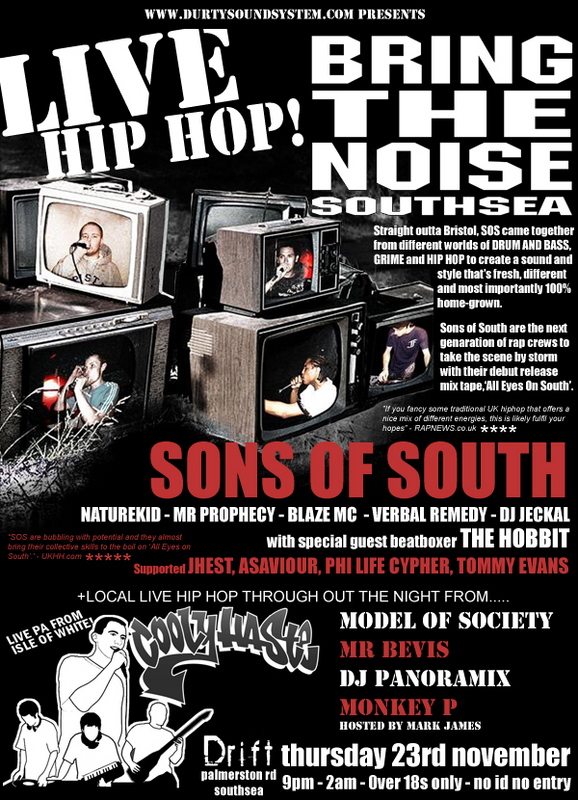 WWW.DURTYSOUNDSYSTEM.COM PRESENTS
LIVE
HIP HOP!
BRING
THE
NOISE
SOUTHSEA
Straight outta Bristol, SOS came together
from different worlds of DRUM AND BASS,
GRIME and HIP HOP to create a sound and
style that's fresh, different
and most importantly 100%
home-grown.
Sons of South are the next
genaration of rap crews to
take the scene by storm
with their debut release
mix tape,'All Eyes On South'.
"If you fancy some traditional UK hiphop that offers a
nice mix of different energies, this is likely fulfil your
hopes" - RAPNEWS.co.uk ****
SONS OF SOUTH
NATUREKID - MR PROPHECY - BLAZE MC - VERBAL REMEDY - DJ JECKAL
with special guest beatboxer THE HOBBIT
"SOS are bubbling with potential and they almost
bring their collective skills to the boil on 'All Eyes on
South'."- UKHH.com *****
Supported JHEST, ASAVIOUR, PHI LIFE CYPHER, TOMMY EVANS
+LOCAL LIVE HIP HOP THROUGH OUT THE NIGHT FROM.....
LIVE PA FROM
ISLE OF WHITE!
COOLY HASTE
MODEL OF SOCIETY
MR BEVIS
DJ PANORAMIX
MONKEY P
HOSTED BY MARK JAMES
Drift
palmerston rd
southsea
thursday 23rd november
9pm - 2am - Over 18s only - no id no entry